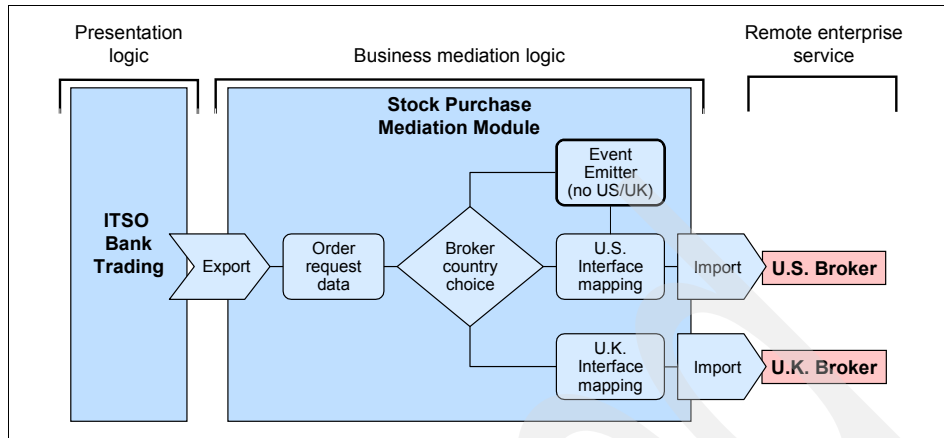 Presentation
logic
Business mediation logic
Remote enterprise
service
Stock Purchase
Mediation Module
Event
Emitter
(no US/UK)
ITSO
Bank
Trading
Export
Order
request
data
Broker
country
choice
U.S.
Interface
mapping
Import
U.S. Broker
U.K.
Interface
mapping
Import
U.K. Broker